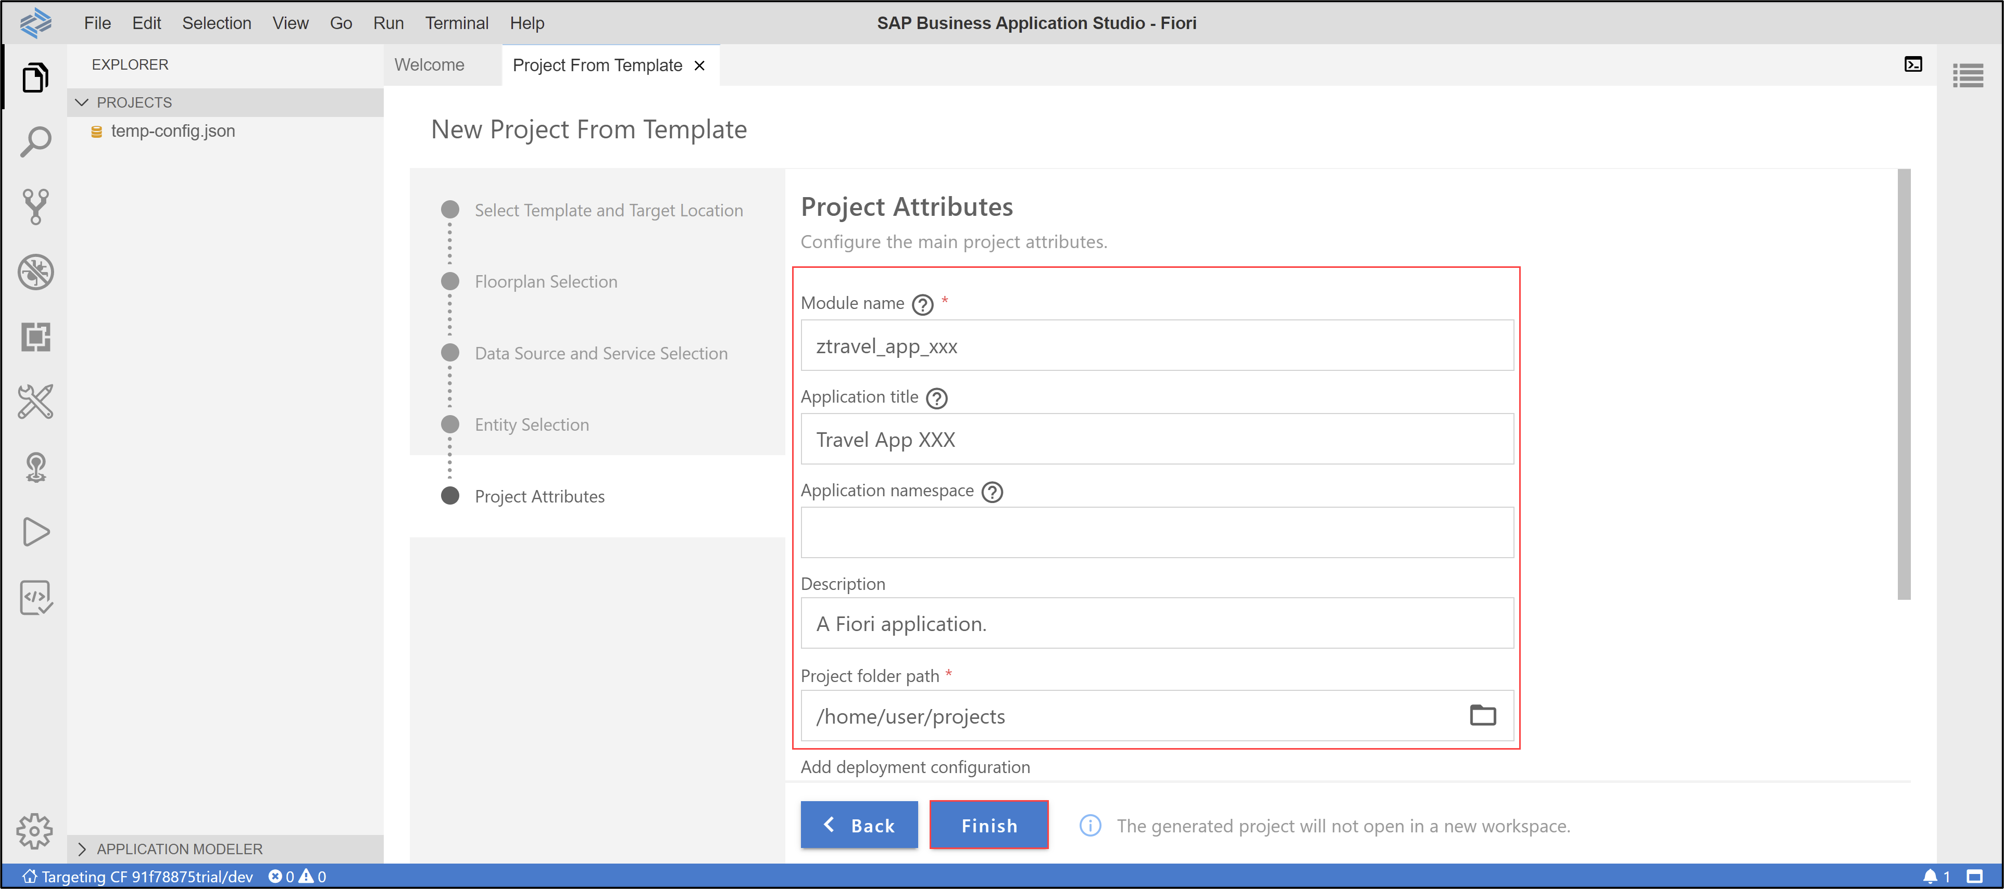 File Edit Selection View Go Run Terminal Help
SAP Business Application Studio - Fiori
EXPLORER
PROJECTS
temp-config.json
APPLICATION MODELER
Welcome
Project From Template
New Project From Template
Select Template and Target Location
Floorplan Selection
Data Source and Service Selection
Entity Selection
Project Attributes
Project Attributes
Configure the main project attributes.
Module name ? *
ztravel_app_xxx
Application title ?
Travel App XXX
Application namespace ?
Description
A Fiori application.
Project folder path *
/home/user/projects
Add deployment configuration
Back
Finish
The generated project will not open in a new workspace.
Targeting CF 91f78875trial/dev 0 0
1